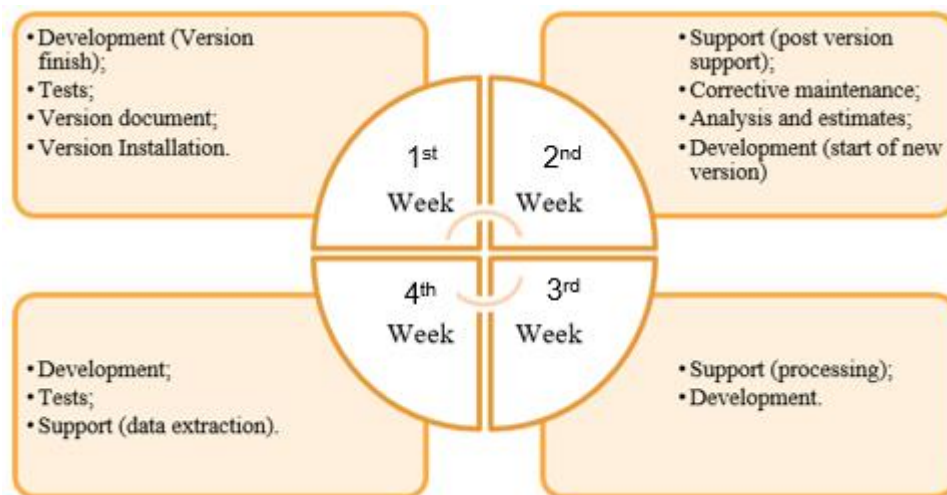 • Development (Version
finish);
• Tests;
• Version document;
• Version Installation.
1st
Week
2nd
Week
• Support (post version
support);
• Corrective maintenance;
• Analysis and estimates;
• Development (start of new
version)
4th
Week
3rd
Week
• Development;
• Tests;
• Support (data extraction).
• Support (processing);
• Development.